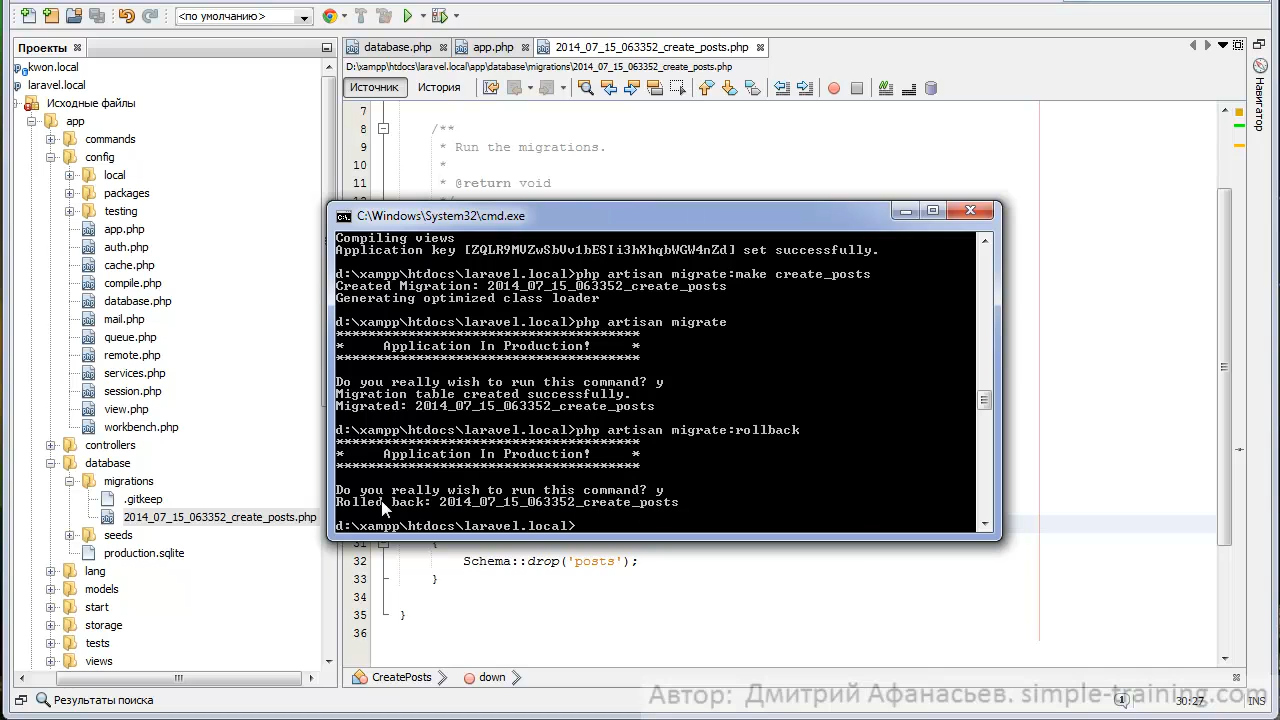 <по умолчанию>
Проекты
database.php
app.php
2014_07_15_063352_create_posts.php
D:\xampp\htdocs\laravel.local\app\database\migrations\2014_07_15_063352_create_posts.php
Источник
История
Навигатор
kwon.local
laravel.local
Исходные файлы
app
commands
config
local
packages
testing
app.php
auth.php
cache.php
compile.php
database.php
mail.php
queue.php
remote.php
services.php
session.php
view.php
workbench.php
controllers
database
migrations
.gitkeep
2014_07_15_063352_create_posts.php
seeds
production.sqlite
lang
models
start
storage
tests
views
7
8 /**
9 * Run the migrations.
10 *
11 * @return void
C:\Windows\System32\cmd.exe
Compiling views
Application key [ZQLR9MVZwSbVv1bESIi3hXhqbWGW4nZd] set successfully.
d:\xampp\htdocs\laravel.local>php artisan migrate:make create_posts
Created Migration: 2014_07_15_063352_create_posts
Generating optimized class loader
d:\xampp\htdocs\laravel.local>php artisan migrate
**************************************
* Application In Production! *
**************************************
Do you really wish to run this command? y
Migration table created successfully.
Migrated: 2014_07_15_063352_create_posts
d:\xampp\htdocs\laravel.local>php artisan migrate:rollback
**************************************
* Application In Production! *
**************************************
Do you really wish to run this command? y
Rolled back: 2014_07_15_063352_create_posts
d:\xampp\htdocs\laravel.local>
31 }
32 Schema::drop('posts');
33 }
34
35 }
36
CreatePosts
down
Результаты поиска
30:27
INS
Автор: Дмитрий Афанасьев. simple-training.com